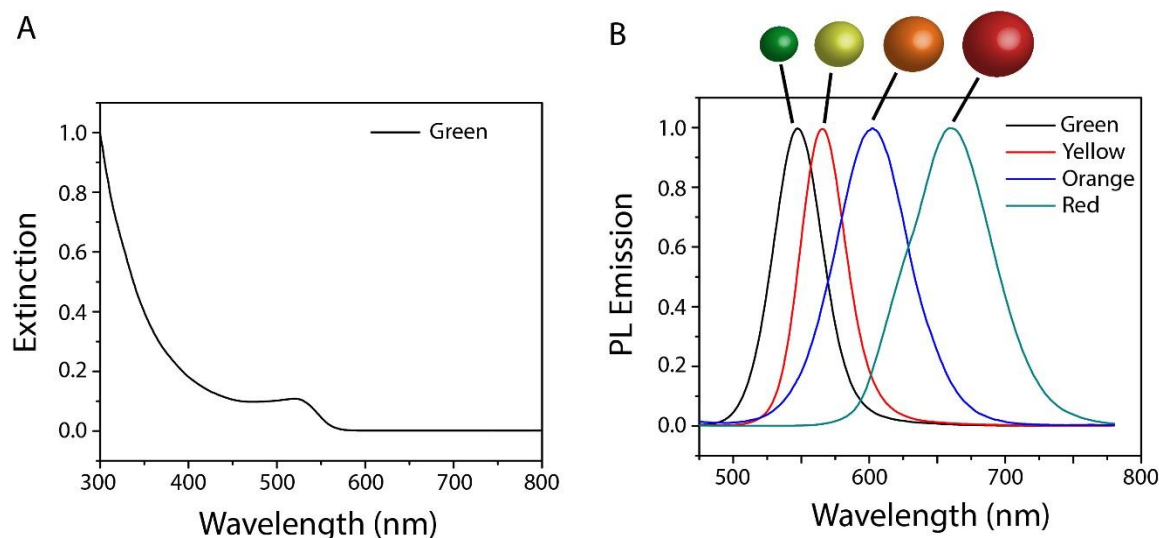 A
1.0
0.8
0.6
0.4
0.2
0.0
Extinction
Green
300 400 500 600 700 800
Wavelength (nm)
B
1.0
0.8
0.6
0.4
0.2
0.0
PL Emission
Green
Yellow
Orange
Red
500 600 700 800
Wavelength (nm)